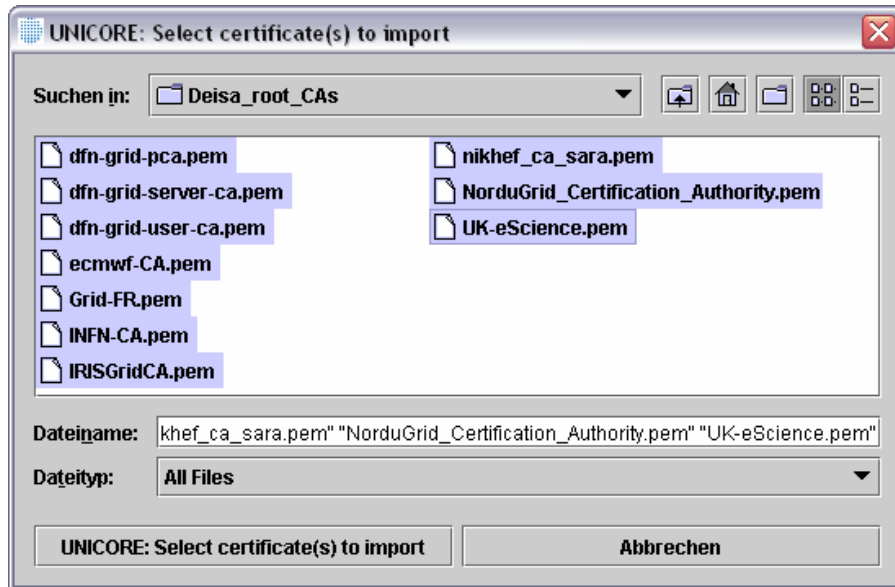 UNICORE: Select certificate(s) to import
Suchen in: Deisa_root_CAs
dfn-grid-pca.pem
dfn-grid-server-ca.pem
dfn-grid-user-ca.pem
ecmwf-CA.pem
Grid-FR.pem
INFN-CA.pem
IRISGridCA.pem
nikhef_ca_sara.pem
NorduGrid_Certification_Authority.pem
UK-eScience.pem
Dateiname: khef_ca_sara.pem" "NorduGrid_Certification_Authority.pem" "UK-eScience.pem"
Dateityp: All Files
UNICORE: Select certificate(s) to import Abbrechen